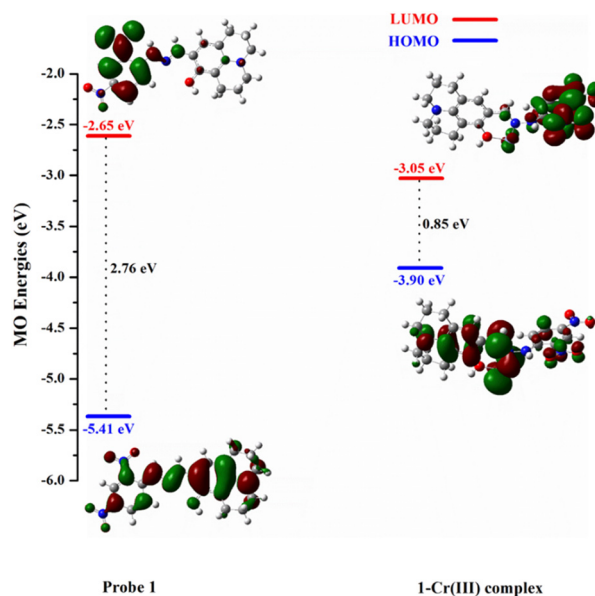 LUMO
HOMO
MO Energies (eV)
-2.0
-2.5
-3.0
-3.5
-4.0
-4.5
-5.0
-5.5
-6.0
-2.65 eV
2.76 eV
-5.41 eV
-3.05 eV
0.85 eV
-3.90 eV
Probe 1
1-Cr(III) complex